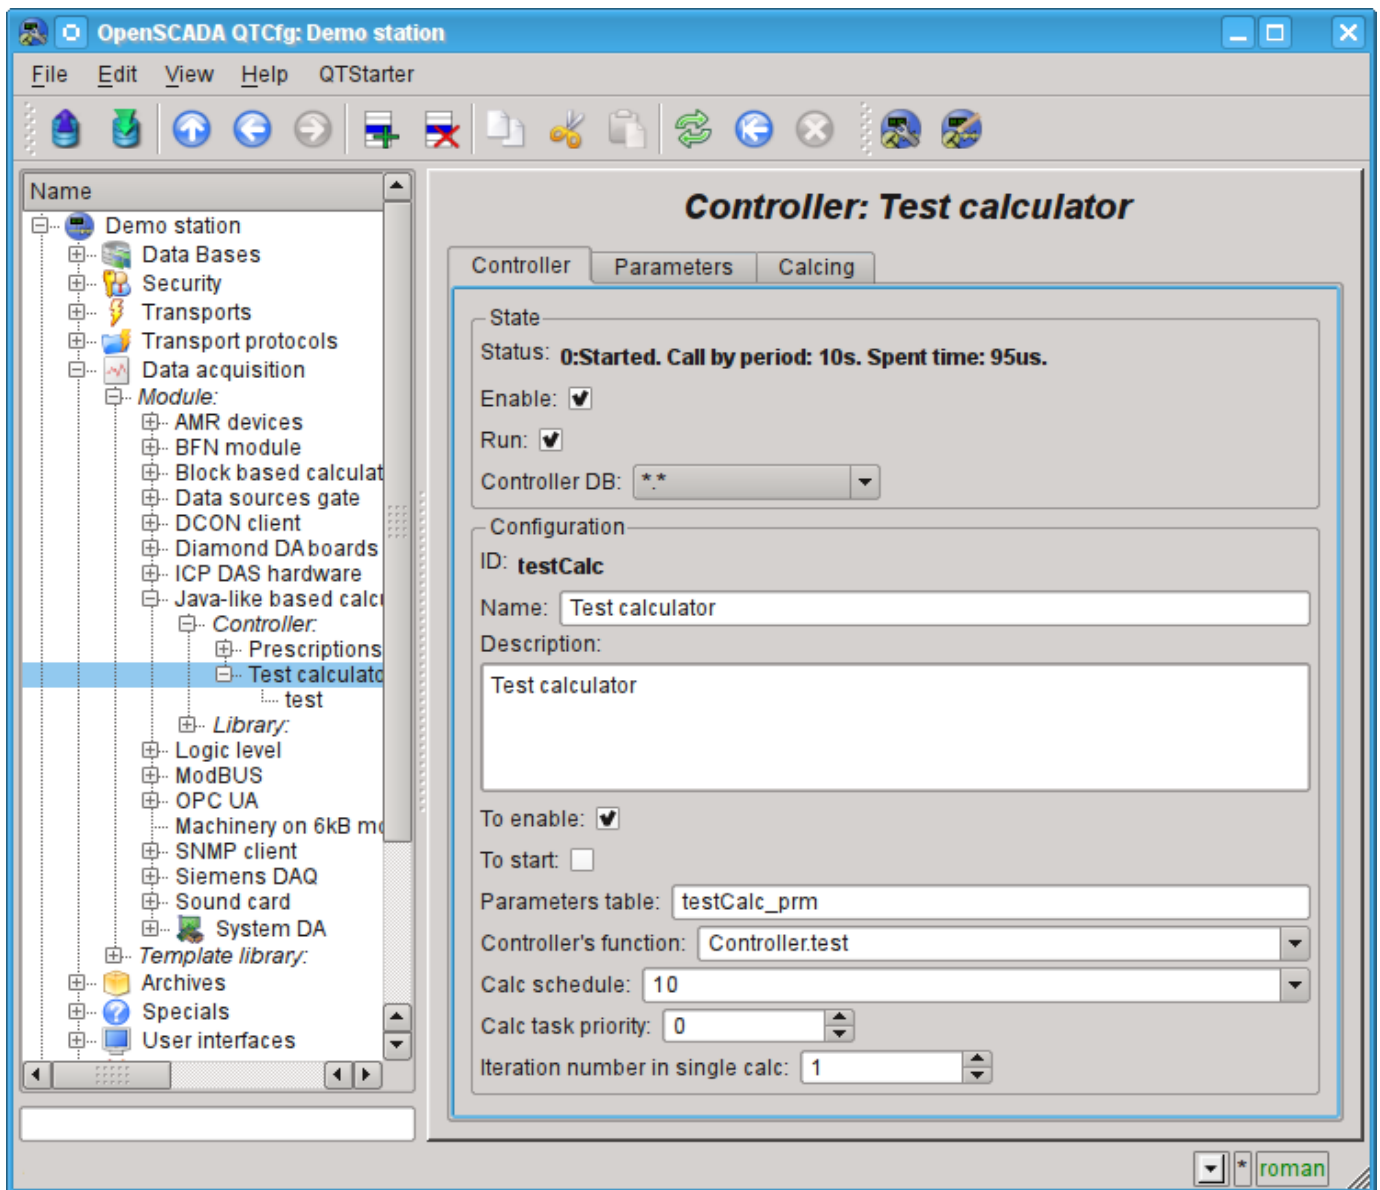 OpenSCADA QTCfg: Demo station
File Edit View Help QTStarter
Name
Demo station
Data Bases
Security
Transports
Transport protocols
Data acquisition
Module:
AMR devices
BFN module
Block based calculat
Data sources gate
DCON client
Diamond DA boards
ICP DAS hardware
Java-like based calcu
Controller:
Prescriptions
Test calculato
test
Library:
Logic level
ModBUS
OPC UA
Machinery on 6kB mo
SNMP client
Siemens DAQ
Sound card
System DA
Template library:
Archives
Specials
User interfaces
Controller: Test calculator
Controller Parameters Calcing
State
Status: 0:Started. Call by period: 10s. Spent time: 95us.
Enable:
Run:
Controller DB: *.*
Configuration
ID: testCalc
Name: Test calculator
Description:
Test calculator
To enable:
To start:
Parameters table: testCalc_prm
Controller's function: Controller.test
Calc schedule: 10
Calc task priority: 0
Iteration number in single calc: 1
* roman